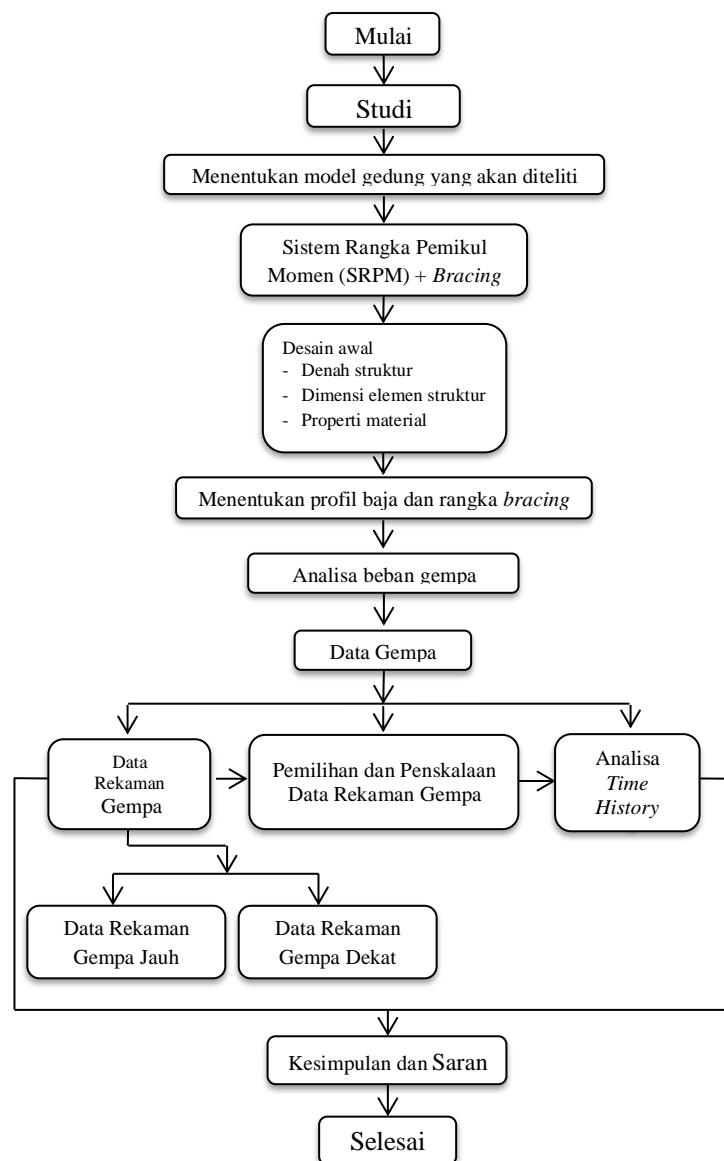 Mulai
Studi
Menentukan model gedung yang akan diteliti
Sistem Rangka Pemikul
Momen (SRPM) + Bracing
Desain awal
- Denah struktur
- Dimensi elemen struktur
- Properti material
Menentukan profil baja dan rangka bracing
Analisa beban gempa
Data Gempa
Data
Rekaman
Gempa
Pemilihan dan Penskalaan
Data Rekaman Gempa
Analisa
Time
History
Data Rekaman
Gempa Jauh
Data Rekaman
Gempa Dekat
Kesimpulan dan Saran
Selesai